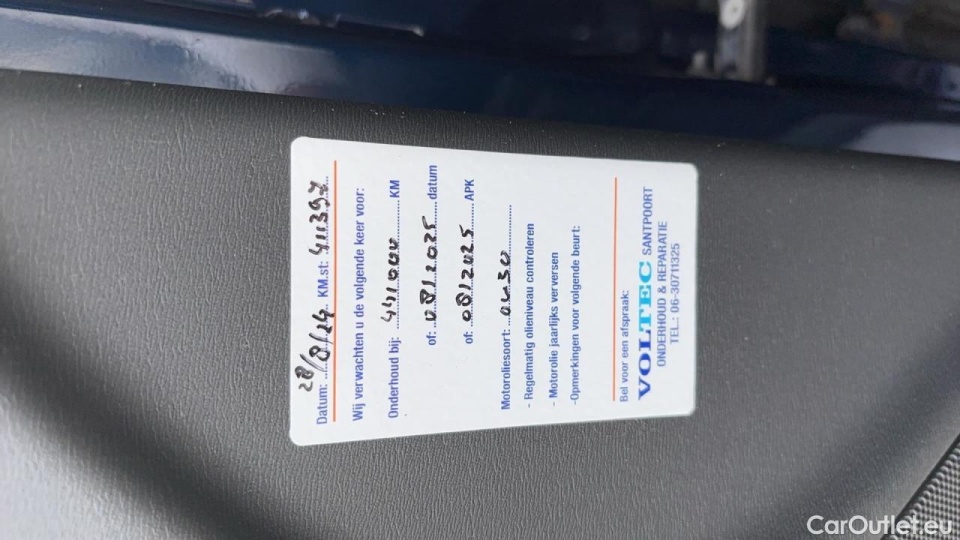 Datum: 28/8/24 KM.st: 411397
Wij verwachten u de volgende keer voor:
Onderhoud bij: 441000 KM
of: 08/2025 datum
of: 08/2025 APK
Motoroliesoort: 0W30
- Regelmatig olieniveau controleren
- Motorolie jaarlijks verversen
-Opmerkingen voor volgende beurt:
Bel voor een afspraak:
VOLTEC SANTPOORT
ONDERHOUD & REPARATIE
TEL.: 06-30711325
CarOutlet.eu